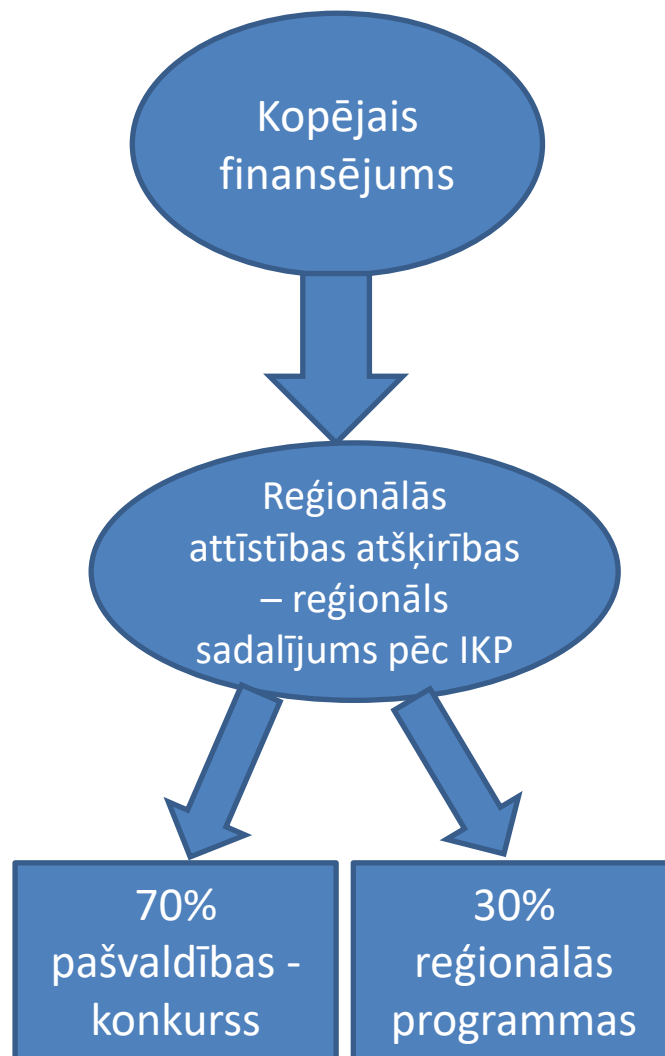 Kopējais
finansējums
Reģionālās
attīstības atšķirības
– reģionāls
sadalījums pēc IKP
70%
pašvaldības -
konkurss
30%
reģionālās
programmas